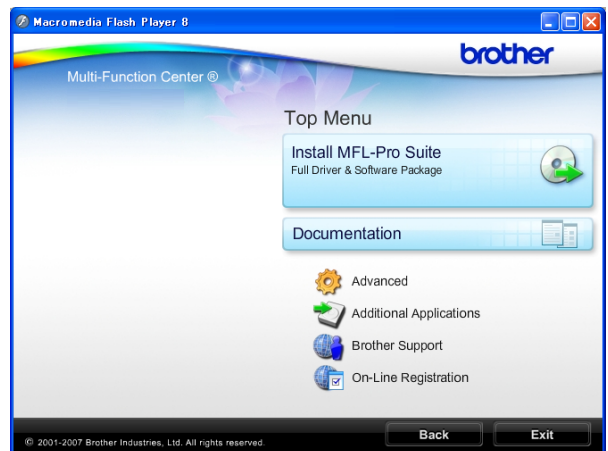 Macromedia Flash Player 8
brother
Multi-Function Center ®
Top Menu
Install MFL-Pro Suite
Full Driver & Software Package
Documentation
Advanced
Additional Applications
Brother Support
On-Line Registration
© 2001-2007 Brother Industries, Ltd. All rights reserved.
Back
Exit